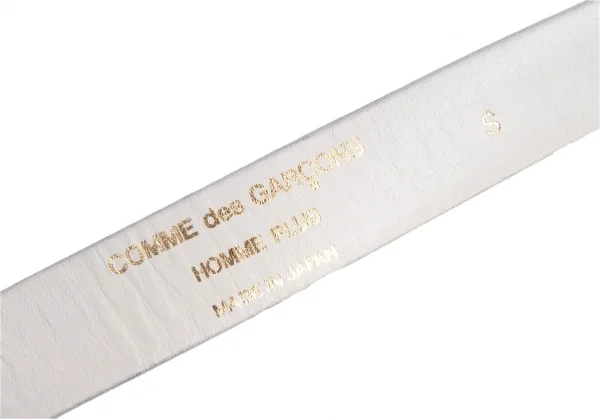 COMME des GARÇONS
HOMME PLUS
MADE IN JAPAN
S